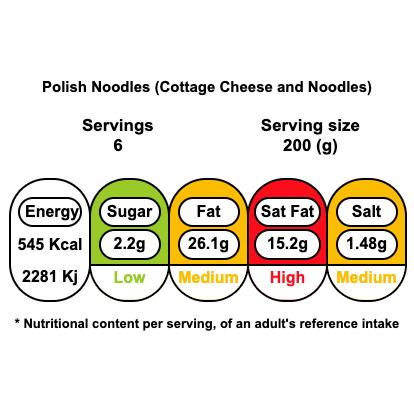 Polish Noodles (Cottage Cheese and Noodles)
Servings
6
Serving size
200 (g)
Energy
545 Kcal
2281 Kj
Sugar
2.2g
Low
Fat
26.1g
Medium
Sat Fat
15.2g
High
Salt
1.48g
Medium
* Nutritional content per serving, of an adult's reference intake